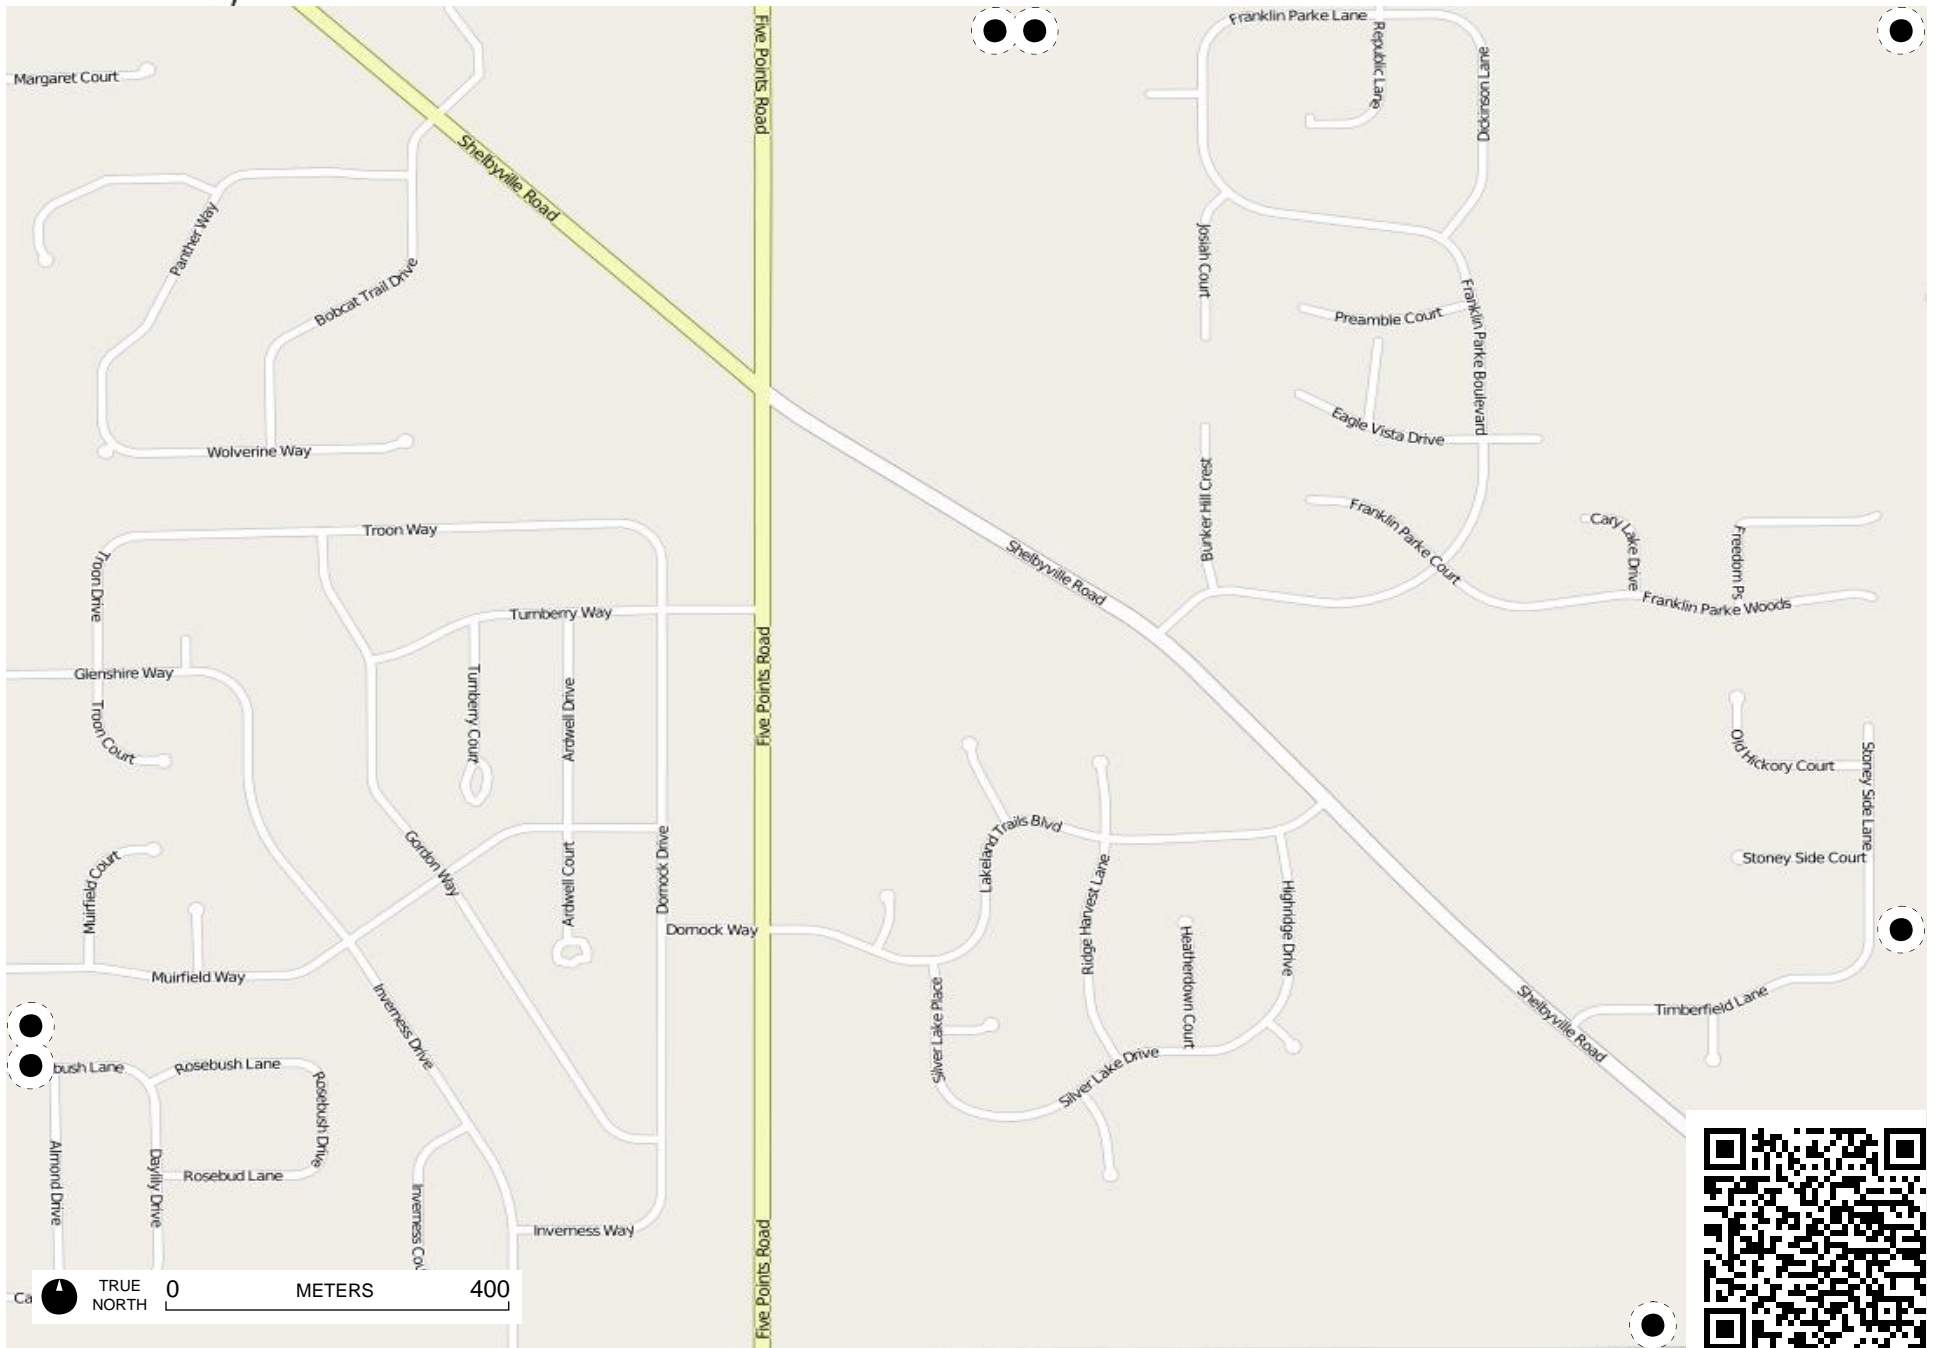 Franklin Parke Lane
Five Points Road
Republic Lane
Dickinson Lane
Margaret Court
Shelbyville Road
Panther Way
Josiah Court
Bobcat Trail Drive
Preamble Court
Franklin Parke Boulevard
Eagle Vista Drive
Wolverine Way
Bunker Hill Crest
Franklin Parke Court
Cary Lake Drive
Freedom Ps
Troon Way
Troon Drive
Shelbyville Road
Franklin Parke Woods
Turnberry Way
Five Points Road
Glenshire Way
Turnberry Court
Ardwell Drive
Troon Court
Old Hickory Court
Stoney Side Lane
Lakeland Trails Blvd
Gordon Way
Dornock Drive
Muirfield Court
Ardwell Court
Ridge Harvest Lane
Stoney Side Court
Highridge Drive
Dornock Way
Heatherdown Court
Muirfield Way
Silver Lake Place
Inverness Drive
Shelbyville Road
Timberfield Lane
Silver Lake Drive
bush Lane
Rosebush Lane
Rosebush Drive
Almond Drive
Daylily Drive
Rosebud Lane
Inverness Cou
Inverness Way
Five Points Road
Ca
TRUE
NORTH
0 METERS 400